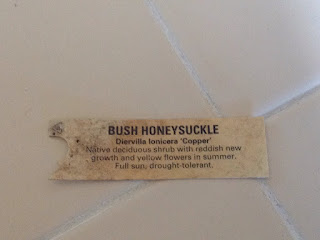 BUSH HONEYSUCKLE
Diervilla lonicera 'Copper'
Native deciduous shrub with reddish new
growth and yellow flowers in summer.
Full sun, drought-tolerant.